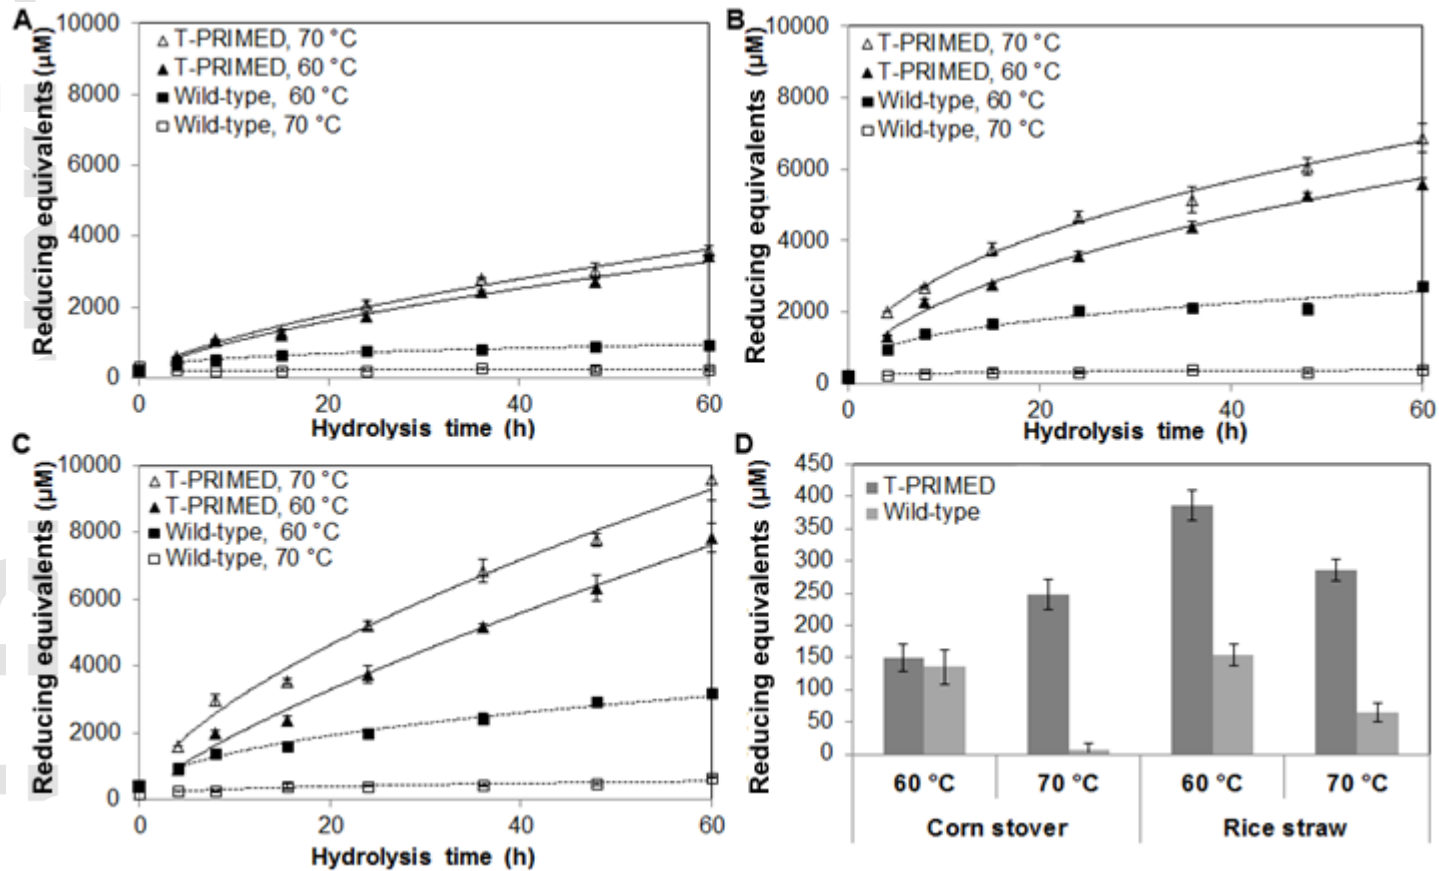 A
Reducing equivalents (µM)
10000
8000
6000
4000
2000
0
T-PRIMED, 70 °C
T-PRIMED, 60 °C
Wild-type, 60 °C
Wild-type, 70 °C
0
20
40
60
Hydrolysis time (h)
B
Reducing equivalents (µM)
10000
8000
6000
4000
2000
0
T-PRIMED, 70 °C
T-PRIMED, 60 °C
Wild-type, 60 °C
Wild-type, 70 °C
0
20
40
60
Hydrolysis time (h)
C
Reducing equivalents (µM)
10000
8000
6000
4000
2000
0
T-PRIMED, 70 °C
T-PRIMED, 60 °C
Wild-type, 60 °C
Wild-type, 70 °C
0
20
40
60
Hydrolysis time (h)
D
Reducing equivalents (µM)
450
400
350
300
250
200
150
100
50
0
T-PRIMED
Wild-type
60 °C
70 °C
60 °C
70 °C
Corn stover
Rice straw